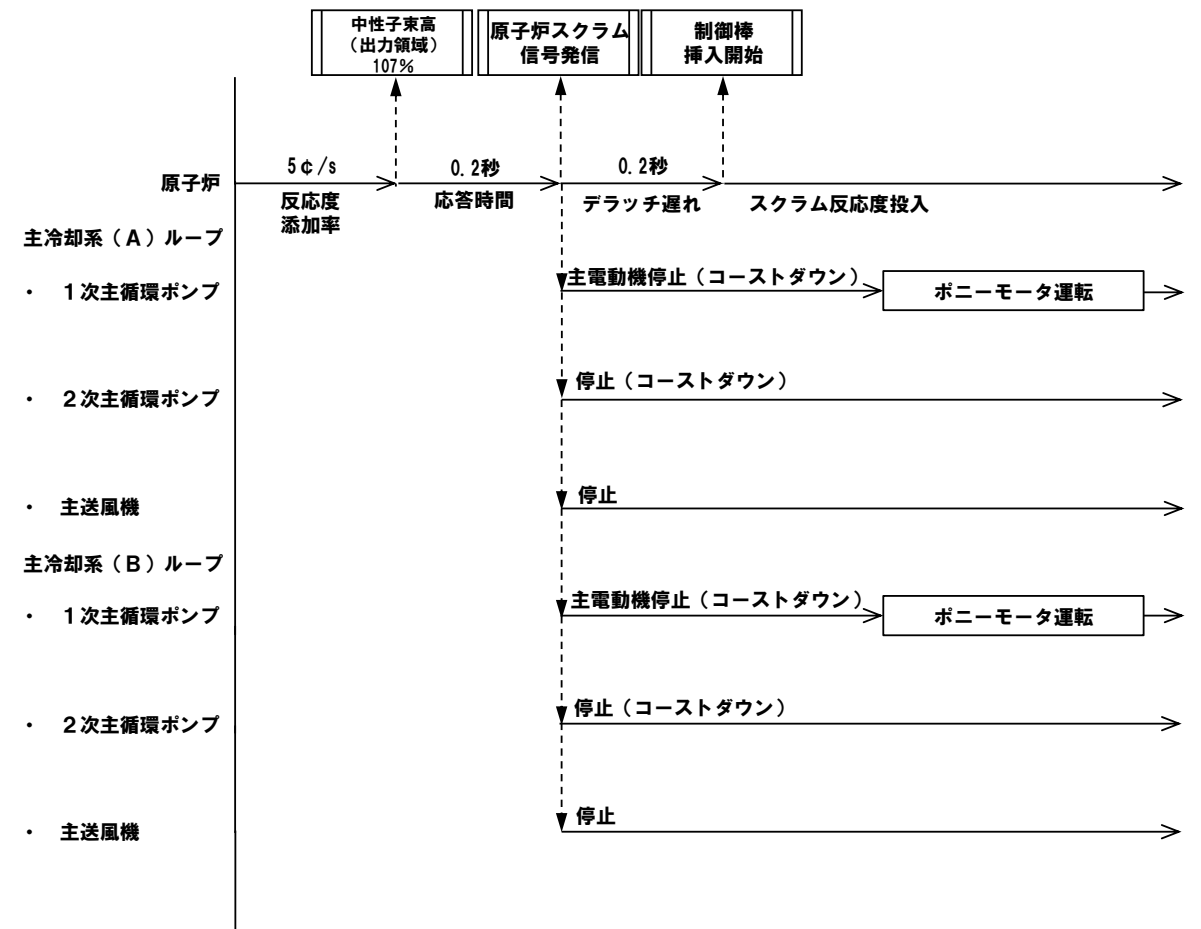 中性子束高
（出力領域）
107%
原子炉スクラム
信号発信
制御棒
挿入開始
原子炉
5¢/s
反応度
添加率
0.2秒
応答時間
0.2秒
デラッチ遅れ
スクラム反応度投入
主冷却系（Ａ）ループ
・ １次主循環ポンプ
主電動機停止（コーストダウン）
ポニーモータ運転
・ ２次主循環ポンプ
停止（コーストダウン）
・ 主送風機
停止
主冷却系（Ｂ）ループ
・ １次主循環ポンプ
主電動機停止（コーストダウン）
ポニーモータ運転
・ ２次主循環ポンプ
停止（コーストダウン）
・ 主送風機
停止